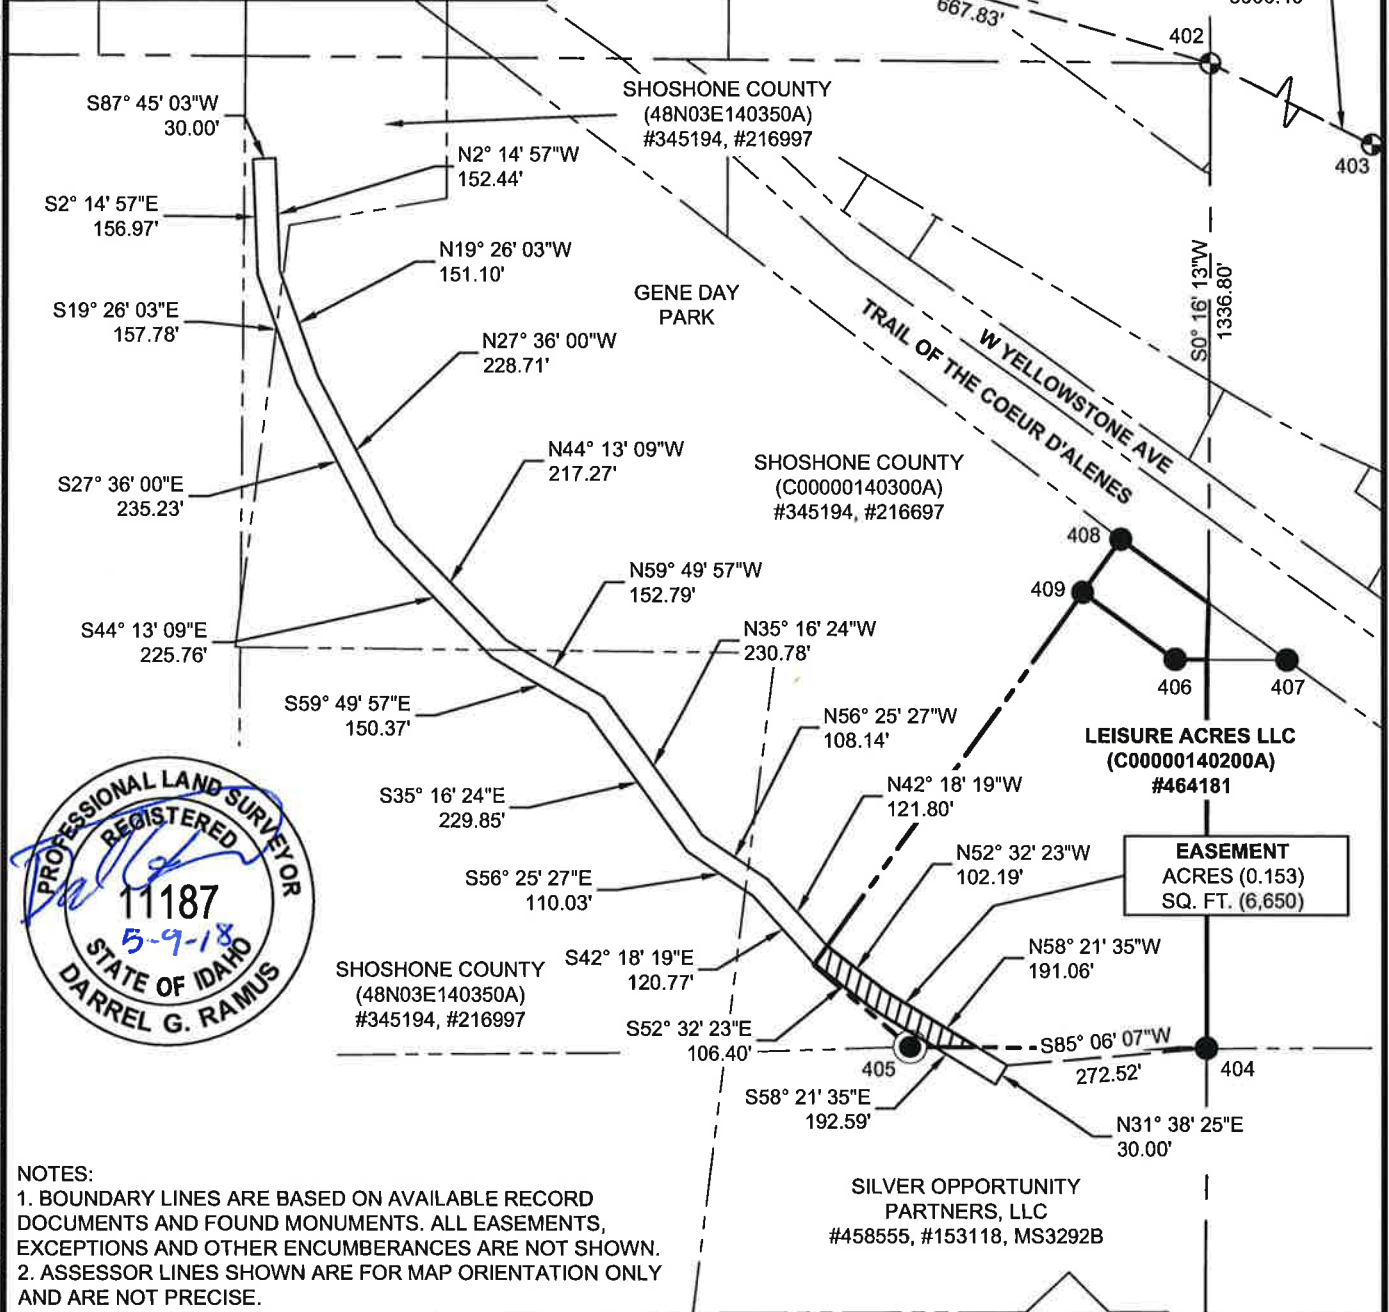 667.83'
402
403
S87° 45' 03"W
30.00'
SHOSHONE COUNTY
(48N03E140350A)
#345194, #216997
N2° 14' 57"W
152.44'
S2° 14' 57"E
156.97'
N19° 26' 03"W
151.10'
S19° 26' 03"E
157.78'
GENE DAY
PARK
S0° 16' 13"W
1336.80'
TRAIL OF THE COEUR D'ALENES
W YELLOWSTONE AVE
N27° 36' 00"W
228.71'
S27° 36' 00"E
235.23'
N44° 13' 09"W
217.27'
SHOSHONE COUNTY
(C00000140300A)
#345194, #216697
408
409
406
407
N59° 49' 57"W
152.79'
S44° 13' 09"E
225.76'
N35° 16' 24"W
230.78'
S59° 49' 57"E
150.37'
N56° 25' 27"W
108.14'
LEISURE ACRES LLC
(C00000140200A)
#464181
S35° 16' 24"E
229.85'
N42° 18' 19"W
121.80'
PROFESSIONAL LAND SURVEYOR
REGISTERED
11187
5-9-18
STATE OF IDAHO
DARREL G. RAMUS
N52° 32' 23"W
102.19'
EASEMENT
ACRES (0.153)
SQ. FT. (6,650)
S56° 25' 27"E
110.03'
N58° 21' 35"W
191.06'
S42° 18' 19"E
120.77'
SHOSHONE COUNTY
(48N03E140350A)
#345194, #216997
S52° 32' 23"E
106.40'
405
S85° 06' 07"W
272.52'
404
S58° 21' 35"E
192.59'
N31° 38' 25"E
30.00'
SILVER OPPORTUNITY
PARTNERS, LLC
#458555, #153118, MS3292B
NOTES:
1. BOUNDARY LINES ARE BASED ON AVAILABLE RECORD
DOCUMENTS AND FOUND MONUMENTS. ALL EASEMENTS,
EXCEPTIONS AND OTHER ENCUMBERANCES ARE NOT SHOWN.
2. ASSESSOR LINES SHOWN ARE FOR MAP ORIENTATION ONLY
AND ARE NOT PRECISE.